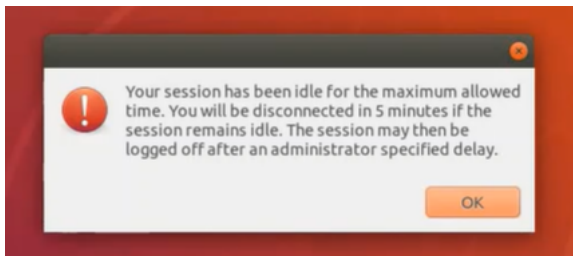 Your session has been idle for the maximum allowed
time. You will be disconnected in 5 minutes if the
session remains idle. The session may then be
logged off after an administrator specified delay.
OK